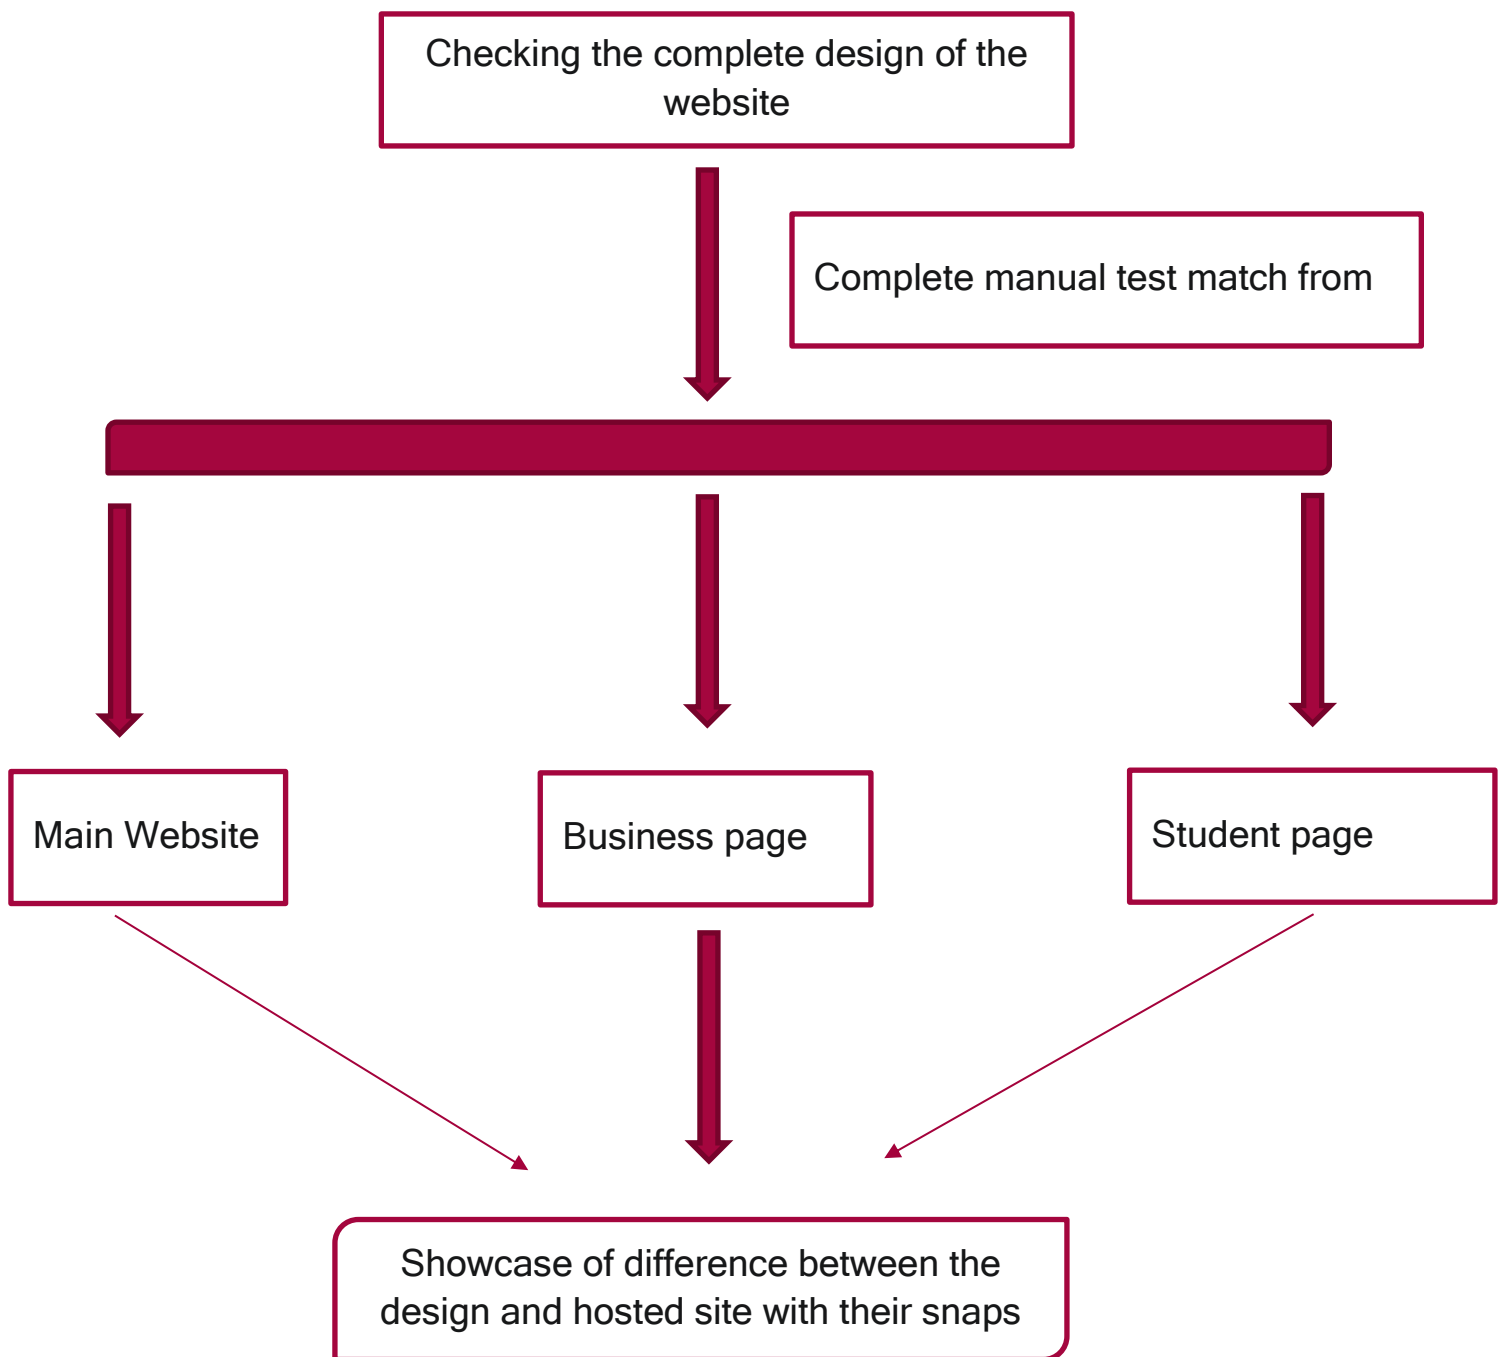 Checking the complete design of the
website
Complete manual test match from
Main Website
Business page
Student page
Showcase of difference between the
design and hosted site with their snaps